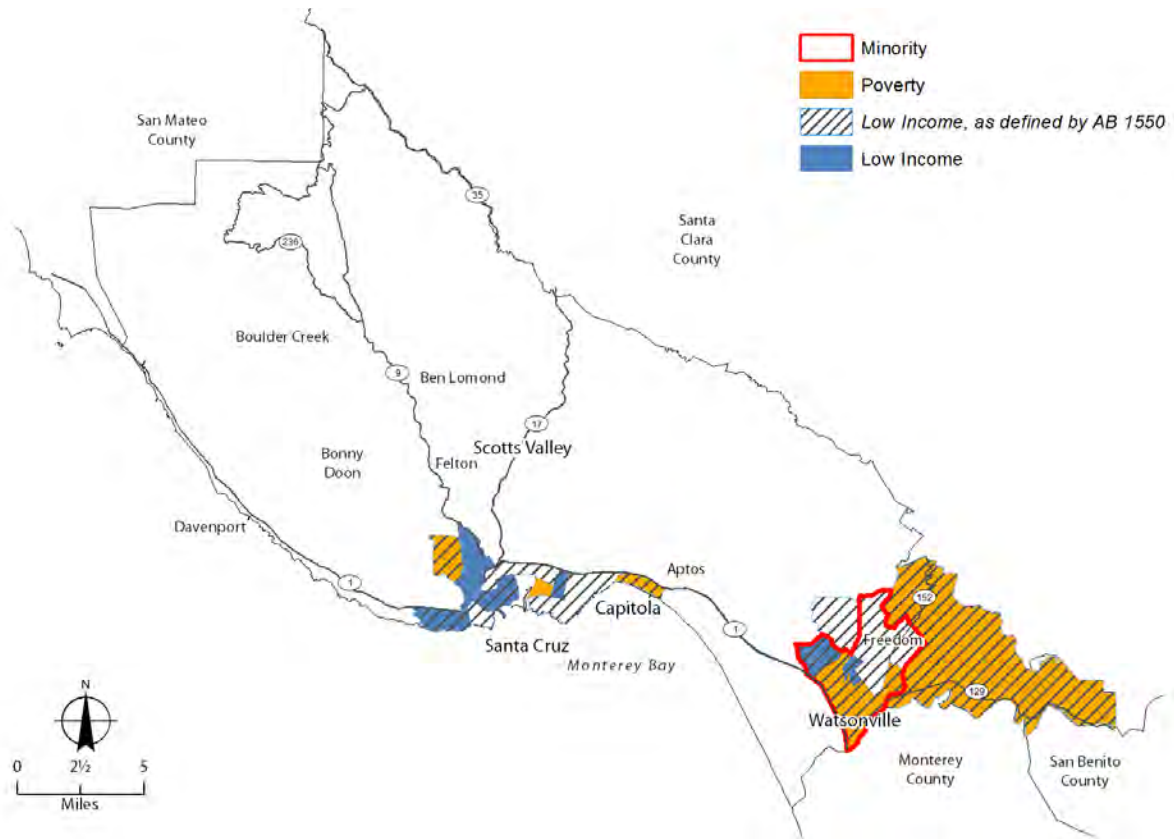 Minority
Poverty
Low Income, as defined by AB 1550
Low Income
San Mateo
County
35
Santa
Clara
County
236
Boulder Creek
9
Ben Lomond
17
Scotts Valley
Bonny
Doon
Felton
Davenport
1
Aptos
152
Capitola
Santa Cruz
Monterey Bay
1
Freedom
129
Watsonville
Monterey
County
San Benito
County
N
0 2½ 5
Miles